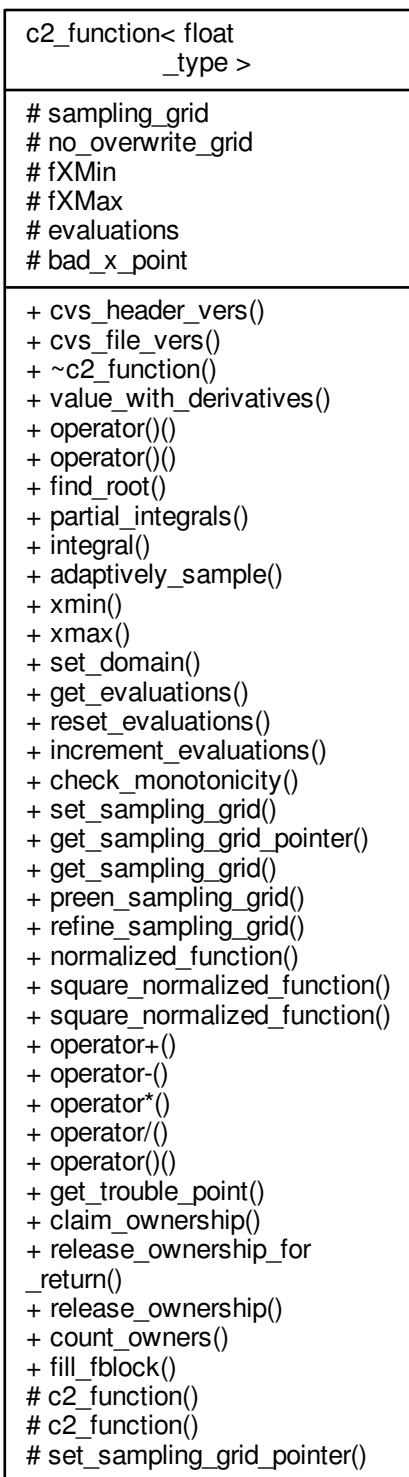 c2_function< float
_type >
# sampling_grid
# no_overwrite_grid
# fXMin
# fXMax
# evaluations
# bad_x_point
+ cvs_header_vers()
+ cvs_file_vers()
+ ~c2_function()
+ value_with_derivatives()
+ operator()()
+ operator()()
+ find_root()
+ partial_integrals()
+ integral()
+ adaptively_sample()
+ xmin()
+ xmax()
+ set_domain()
+ get_evaluations()
+ reset_evaluations()
+ increment_evaluations()
+ check_monotonicity()
+ set_sampling_grid()
+ get_sampling_grid_pointer()
+ get_sampling_grid()
+ preen_sampling_grid()
+ refine_sampling_grid()
+ normalized_function()
+ square_normalized_function()
+ square_normalized_function()
+ operator+()
+ operator-()
+ operator*()
+ operator/()
+ operator()()
+ get_trouble_point()
+ claim_ownership()
+ release_ownership_for
_return()
+ release_ownership()
+ count_owners()
+ fill_fblock()
# c2_function()
# c2_function()
# set_sampling_grid_pointer()